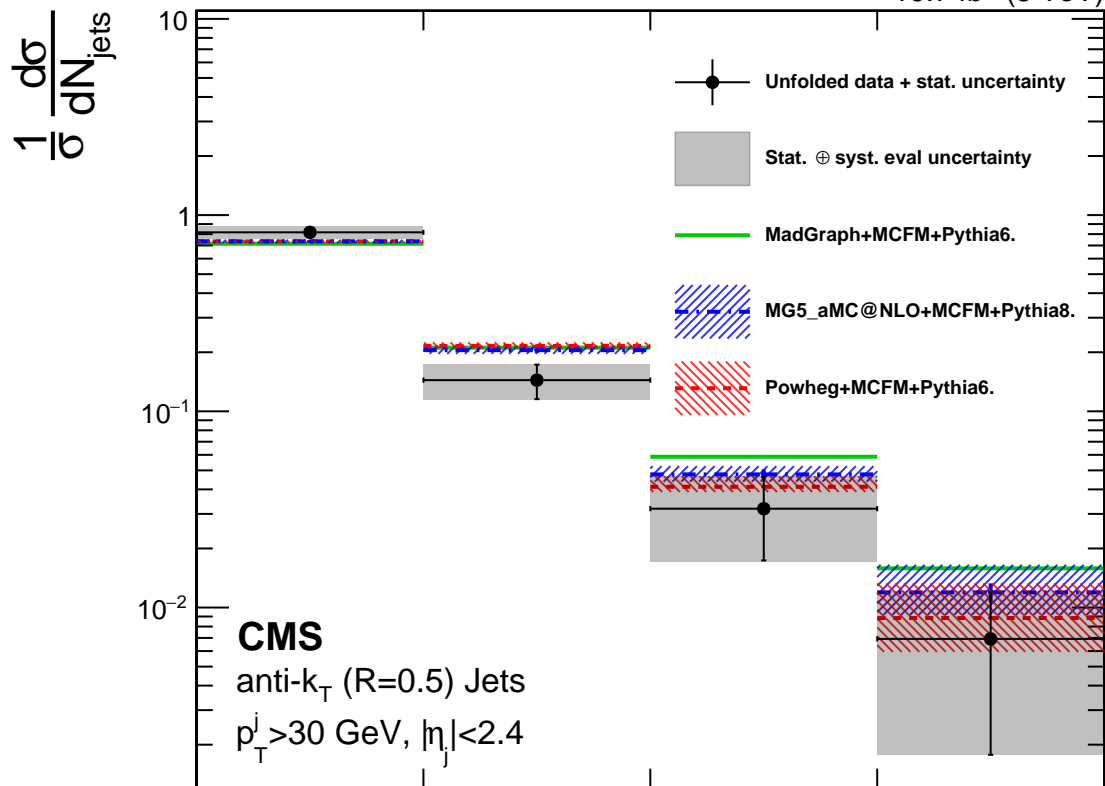 10
1/σ dσ/dN_jets
Unfolded data + stat. uncertainty
Stat. ⊕ syst. eval uncertainty
1
MadGraph+MCFM+Pythia6.
MG5_aMC@NLO+MCFM+Pythia8.
Powheg+MCFM+Pythia6.
10⁻¹
10⁻²
CMS
anti-k_T (R=0.5) Jets
p_T^j>30 GeV, |η_j|<2.4